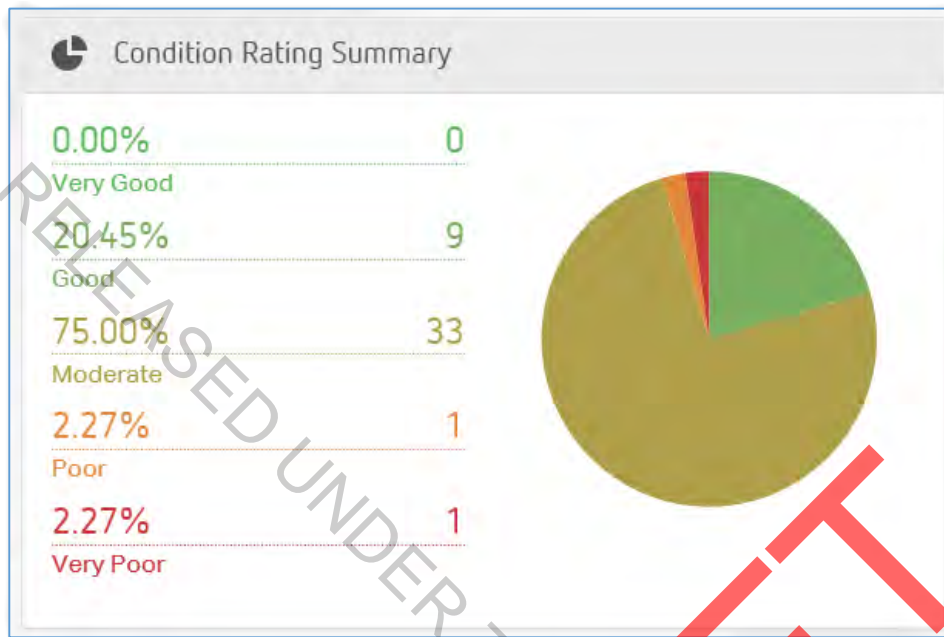 Condition Rating Summary
0.00% 0
Very Good
20.45% 9
Good
75.00% 33
Moderate
2.27% 1
Poor
2.27% 1
Very Poor
RELEASED UNDER